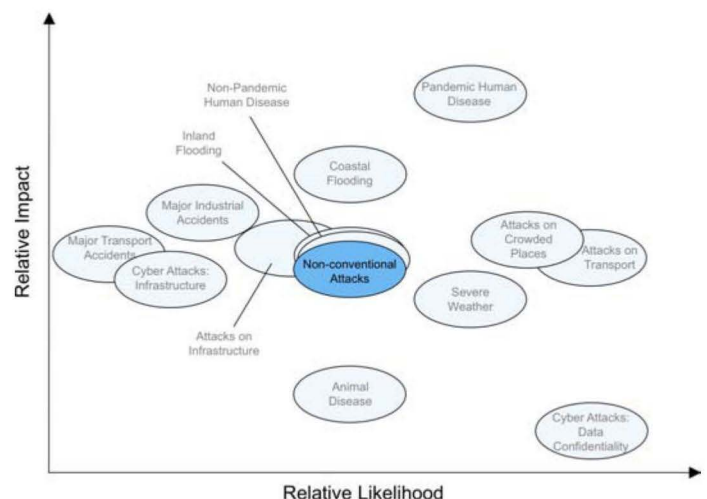 Non-Pandemic
Human Disease
Pandemic Human
Disease
Inland
Flooding
Coastal
Flooding
Major Industrial
Accidents
Major Transport
Accidents
Cyber Attacks:
Infrastructure
Non-conventional
Attacks
Attacks on
Crowded
Places
Attacks on
Transport
Severe
Weather
Attacks on
Infrastructure
Animal
Disease
Cyber Attacks:
Data
Confidentiality
Relative Impact
Relative Likelihood